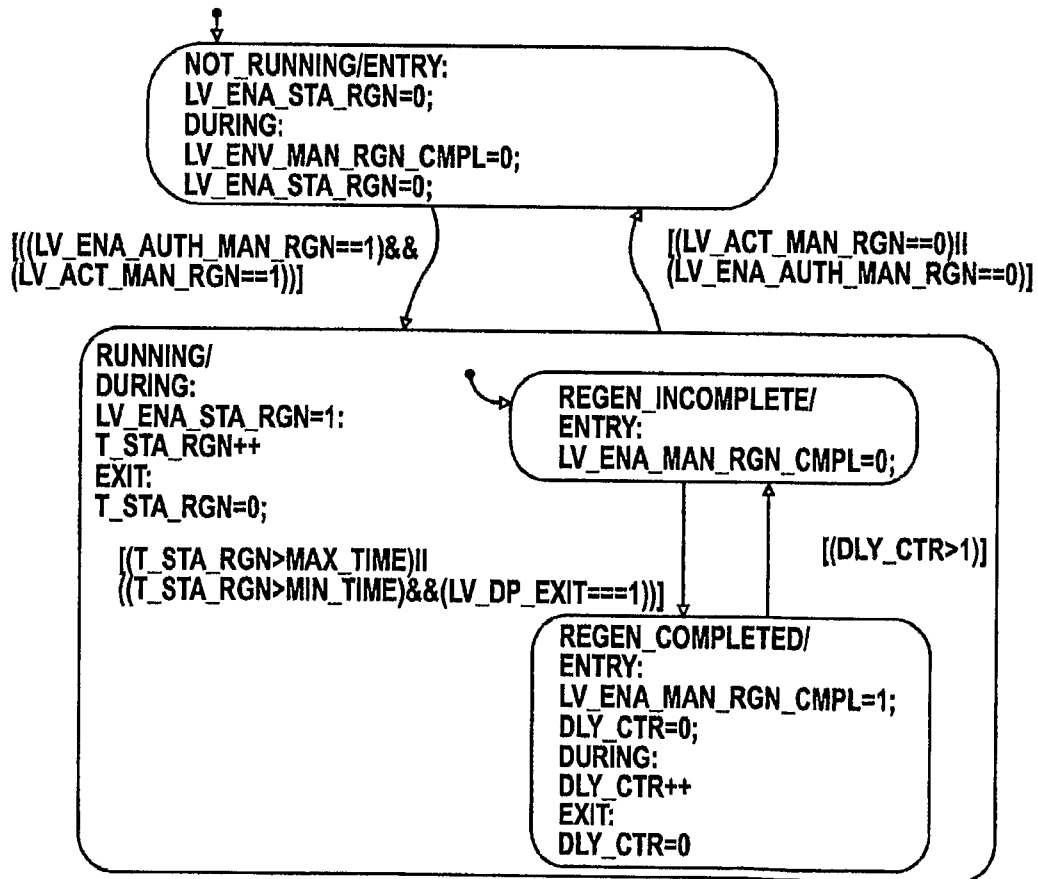 NOT_RUNNING/ENTRY:
LV_ENA_STA_RGN=0;
DURING:
LV_ENV_MAN_RGN_CMPL=0;
LV_ENA_STA_RGN=0;
[((LV_ENA_AUTH_MAN_RGN==1)&&
(LV_ACT_MAN_RGN==1))]
[(LV_ACT_MAN_RGN==0)||
(LV_ENA_AUTH_MAN_RGN==0)]
RUNNING/
DURING:
LV_ENA_STA_RGN=1:
T_STA_RGN++
EXIT:
T_STA_RGN=0;
REGEN_INCOMPLETE/
ENTRY:
LV_ENA_MAN_RGN_CMPL=0;
[(T_STA_RGN>MAX_TIME)||
((T_STA_RGN>MIN_TIME)&&(LV_DP_EXIT===1))]
[(DLY_CTR>1)]
REGEN_COMPLETED/
ENTRY:
LV_ENA_MAN_RGN_CMPL=1;
DLY_CTR=0;
DURING:
DLY_CTR++
EXIT:
DLY_CTR=0